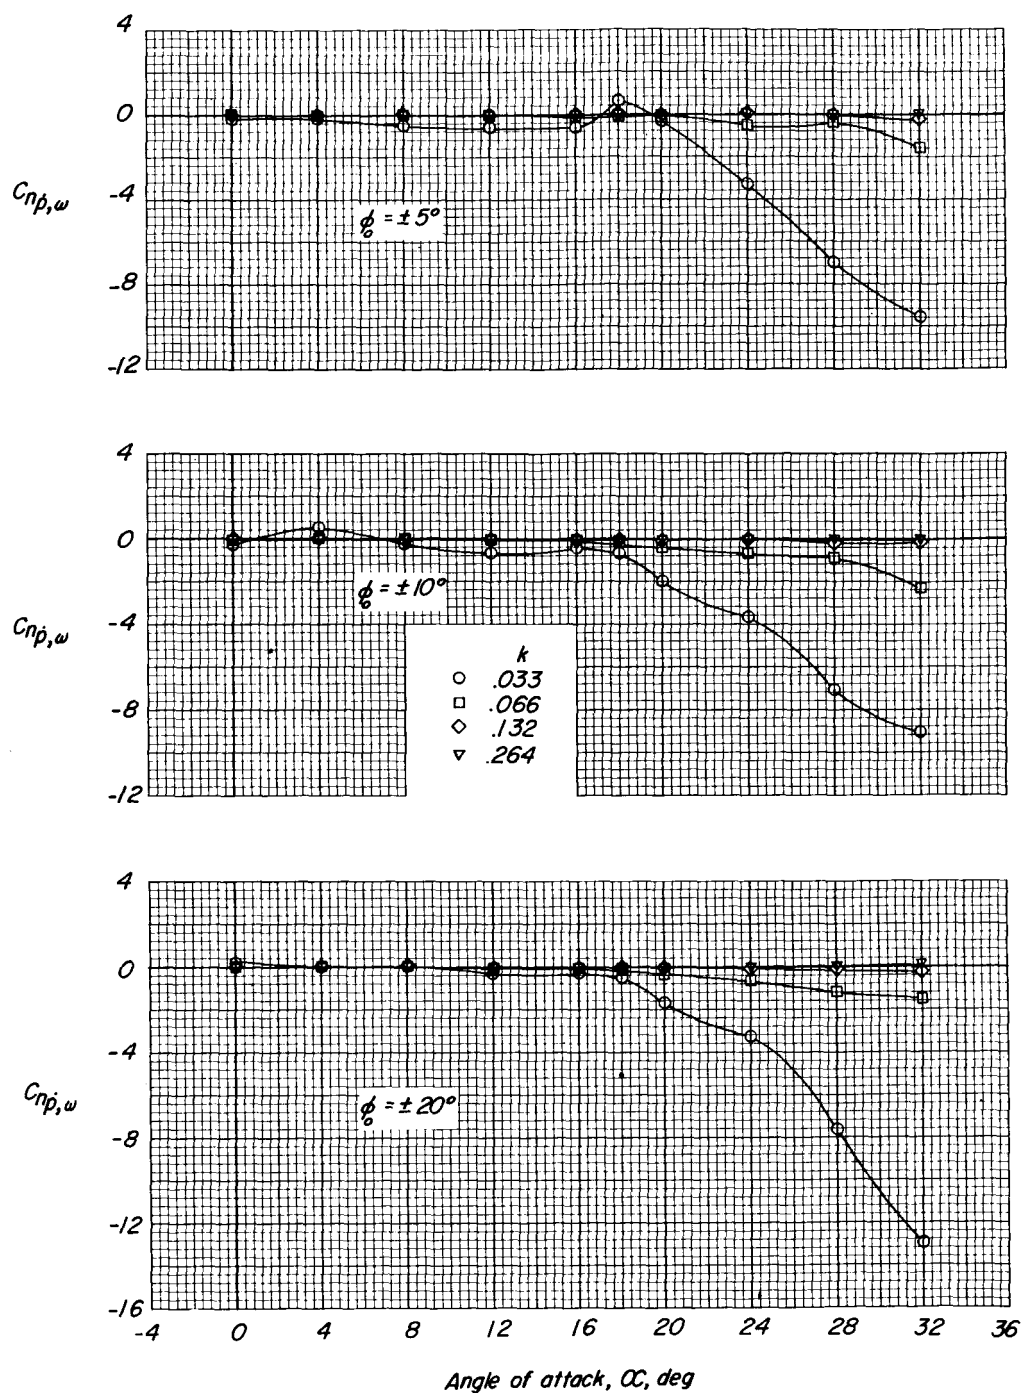 4
0
-4
-8
-12
Cnṗ,ω
ϕo = ± 5°
4
0
-4
-8
-12
Cnṗ,ω
ϕo = ± 10°
k
○ .033
□ .066
◇ .132
▽ .264
4
0
-4
-8
-12
-16
Cnṗ,ω
ϕo = ± 20°
-4 0 4 8 12 16 20 24 28 32 36
Angle of attack, α, deg